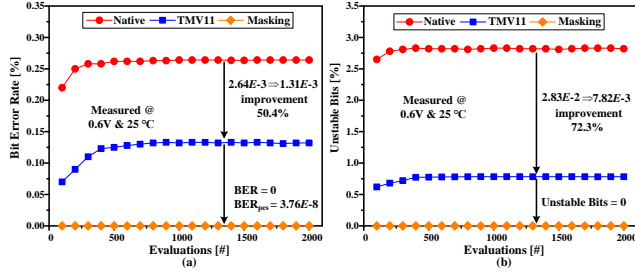 Native TMV11 Masking
Bit Error Rate [%]
0.30
0.25
0.20
0.15
0.10
0.05
0.00
2.64E-3⇒1.31E-3
improvement
50.4%
Measured @
0.6V & 25 °C
BER = 0
BERpes = 3.76E-8
0 500 1000 1500 2000
Evaluations [#]
(a)
Native TMV11 Masking
Unstable Bits [%]
3.5
3.0
2.5
2.0
1.5
1.0
0.5
0.0
2.83E-2⇒7.82E-3
improvement
72.3%
Measured @
0.6V & 25 °C
Unstable Bits = 0
0 500 1000 1500 2000
Evaluations [#]
(b)